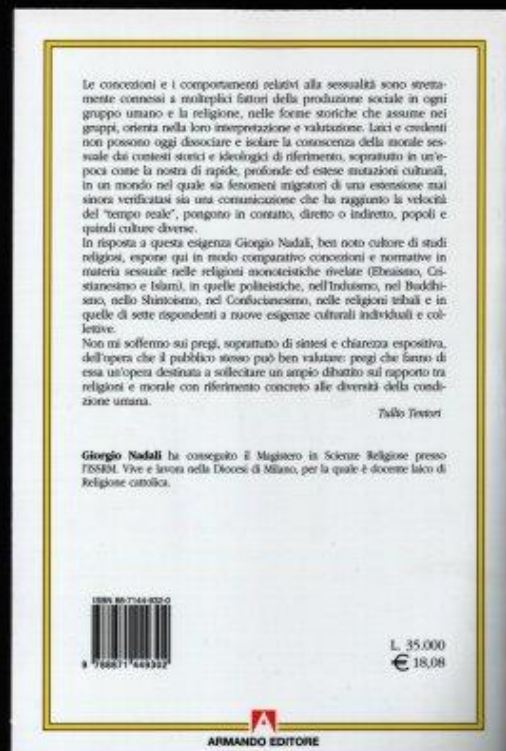 Le concezioni e i comportamenti relativi alla sessualità sono stretta-
mente connessi a molteplici fattori della produzione sociale in ogni
gruppo umano e la religione, nelle forme storiche che assume nei
gruppi, orienta nella loro interpretazione e valutazione. Laici e credenti
non possono oggi dissociare e isolare la conoscenza della morale ses-
suale dai contesti storici e ideologici di riferimento, soprattutto in un'e-
poca come la nostra di rapide, profonde ed estese mutazioni culturali,
in un mondo nel quale sia fenomeni migratori di una estensione mai
sinora verificatasi sia una comunicazione che ha raggiunto la velocità
del "tempo reale", pongono in contatto, diretto o indiretto, popoli e
quindi culture diverse.
In risposta a questa esigenza Giorgio Nadali, ben noto cultore di studi
religiosi, espone qui in modo comparativo concezioni e normative in
materia sessuale nelle religioni monoteistiche rivelate (Ebraismo, Cri-
stianesimo e Islam), in quelle politeistiche, nell'Induismo, nel Buddhi-
smo, nello Shintoismo, nel Confucianesimo, nelle religioni tribali e in
quelle di sette rispondenti a nuove esigenze culturali individuali e col-
lettive.
Non mi soffermo sui pregi, soprattutto di sintesi e chiarezza espositiva,
dell'opera che il pubblico stesso può ben valutare: pregi che fanno di
essa un'opera destinata a sollecitare un ampio dibattito sul rapporto tra
religioni e morale con riferimento concreto alle diversità della condi-
zione umana.
Tullio Tentori
Giorgio Nadali ha conseguito il Magistero in Scienze Religiose presso
l'ISSRM. Vive e lavora nella Diocesi di Milano, per la quale è docente laico di
Religione cattolica.
ISBN 88-7144-932-0
9 788871 449302
L. 35.000
€ 18,08
ARMANDO EDITORE